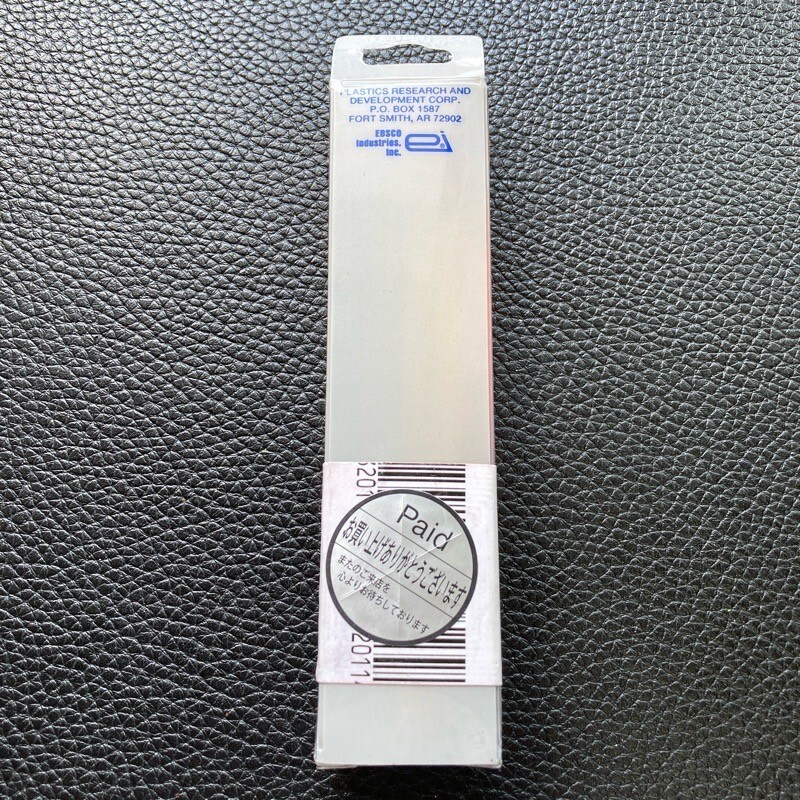 PLASTICS RESEARCH AND
DEVELOPMENT CORP.
P.O. BOX 1587
FORT SMITH, AR 72902
EBSCO
Industries,
Inc.
ei
Paid
お買い上げありがとうございます
またのご来店を
心よりお待ちしております
2011